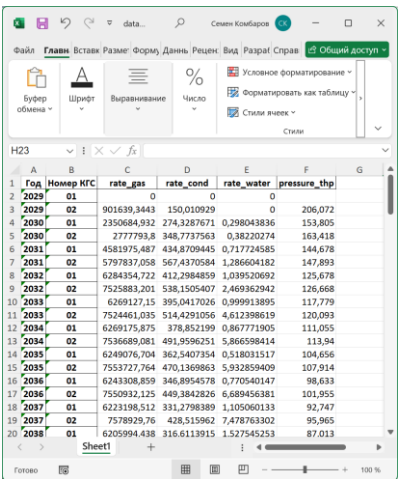 data... Семен Комбаров СК
Файл Главн Вставк Размет Форму Даннь Рецен Вид Разраб Справ Общий доступ
Буфер обмена
Шрифт
Выравнивание
Число
Условное форматирование
Форматировать как таблицу
Стили ячеек
Стили
H23 fx
A B C D E F G
1 Год Номер КГС rate_gas rate_cond rate_water pressure_thp
2 2029 01 0 0 0 0
3 2029 02 901639,3443 150,010929 0 206,072
4 2030 01 2350684,932 274,3287671 0,298043836 153,805
5 2030 02 2777793,8 348,7737563 0,38220274 163,418
6 2031 01 4581975,487 434,8709445 0,717724585 144,678
7 2031 02 5797837,058 567,4370584 1,286604182 147,893
8 2032 01 6284354,722 412,2984859 1,039520692 125,678
9 2032 02 7525883,201 538,1505407 2,469362942 126,668
10 2033 01 6269127,15 395,0417026 0,999913895 117,779
11 2033 02 7524461,035 514,4291056 4,612398619 120,093
12 2034 01 6269175,875 378,852199 0,867771905 111,055
13 2034 02 7536689,081 491,9596251 5,866598414 113,94
14 2035 01 6249076,704 362,5407354 0,518031517 104,656
15 2035 02 7553727,764 470,1369863 5,932859409 107,914
16 2036 01 6243308,859 346,8954578 0,770540147 98,633
17 2036 02 7550932,125 449,3842826 6,689456381 101,955
18 2037 01 6223198,512 331,2798389 1,105060133 92,747
19 2037 02 7578929,76 428,515962 7,478763302 95,965
20 2038 01 6205994,438 316,6113915 1,527545253 87,013
Sheet1 +
Готово 100 %